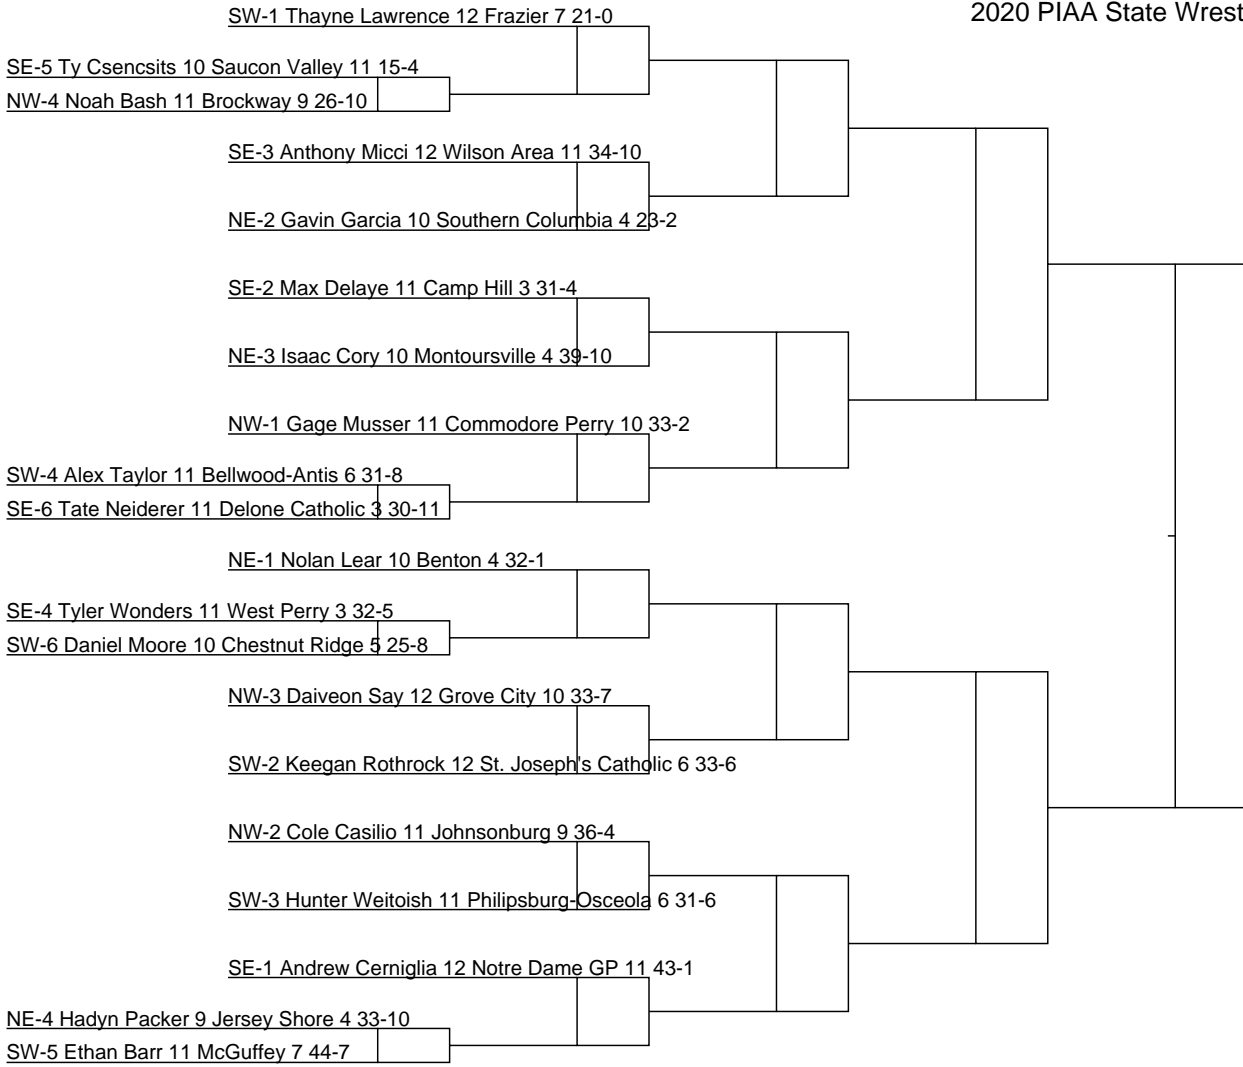 SW-1 Thayne Lawrence 12 Frazier 7 21-0
2020 PIAA State Wrest
SE-5 Ty Csencsits 10 Saucon Valley 11 15-4
NW-4 Noah Bash 11 Brockway 9 26-10
SE-3 Anthony Micci 12 Wilson Area 11 34-10
NE-2 Gavin Garcia 10 Southern Columbia 4 23-2
SE-2 Max Delaye 11 Camp Hill 3 31-4
NE-3 Isaac Cory 10 Montoursville 4 39-10
NW-1 Gage Musser 11 Commodore Perry 10 33-2
SW-4 Alex Taylor 11 Bellwood-Antis 6 31-8
SE-6 Tate Neiderer 11 Delone Catholic 3 30-11
NE-1 Nolan Lear 10 Benton 4 32-1
SE-4 Tyler Wonders 11 West Perry 3 32-5
SW-6 Daniel Moore 10 Chestnut Ridge 5 25-8
NW-3 Daiveon Say 12 Grove City 10 33-7
SW-2 Keegan Rothrock 12 St. Joseph's Catholic 6 33-6
NW-2 Cole Casilio 11 Johnsonburg 9 36-4
SW-3 Hunter Weitoish 11 Philipsburg-Osceola 6 31-6
SE-1 Andrew Cerniglia 12 Notre Dame GP 11 43-1
NE-4 Hadyn Packer 9 Jersey Shore 4 33-10
SW-5 Ethan Barr 11 McGuffey 7 44-7